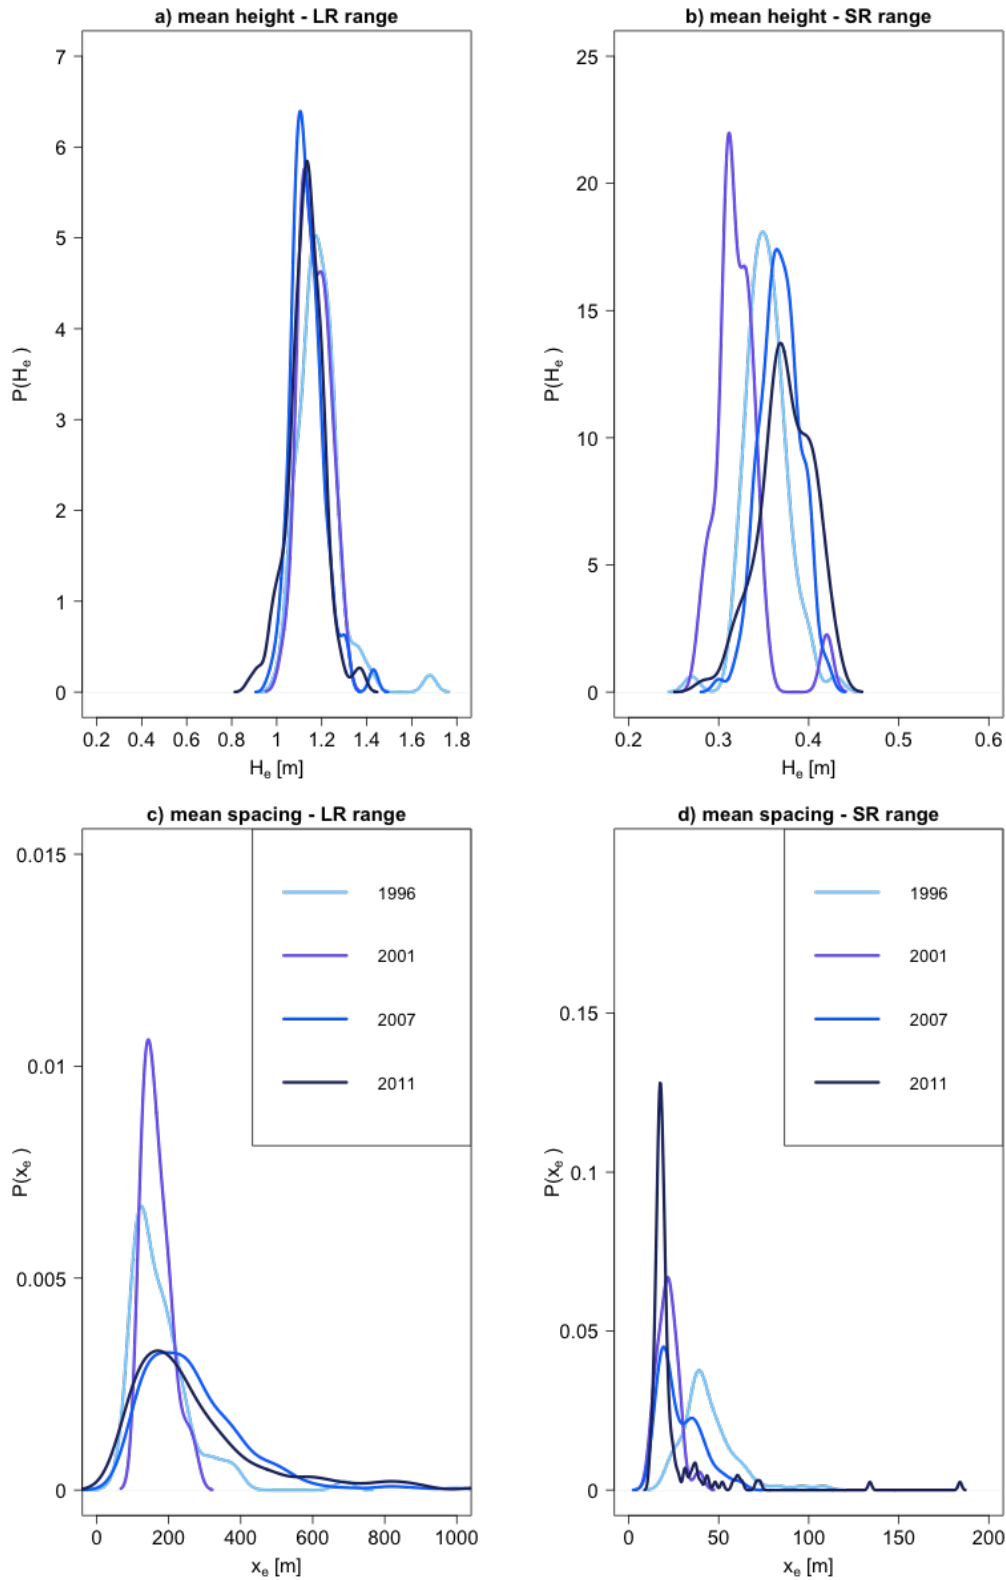 a) mean height - LR range
7
6
5
4
3
2
1
0
P(Hₑ )
0.2 0.4 0.6 0.8 1 1.2 1.4 1.6 1.8
Hₑ [m]
b) mean height - SR range
25
20
15
10
5
0
P(Hₑ )
0.2 0.3 0.4 0.5 0.6
Hₑ [m]
c) mean spacing - LR range
0.015
0.01
0.005
0
P(xₑ )
1996
2001
2007
2011
0 200 400 600 800 1000
xₑ [m]
d) mean spacing - SR range
0.15
0.1
0.05
0
P(xₑ )
1996
2001
2007
2011
0 50 100 150 200
xₑ [m]